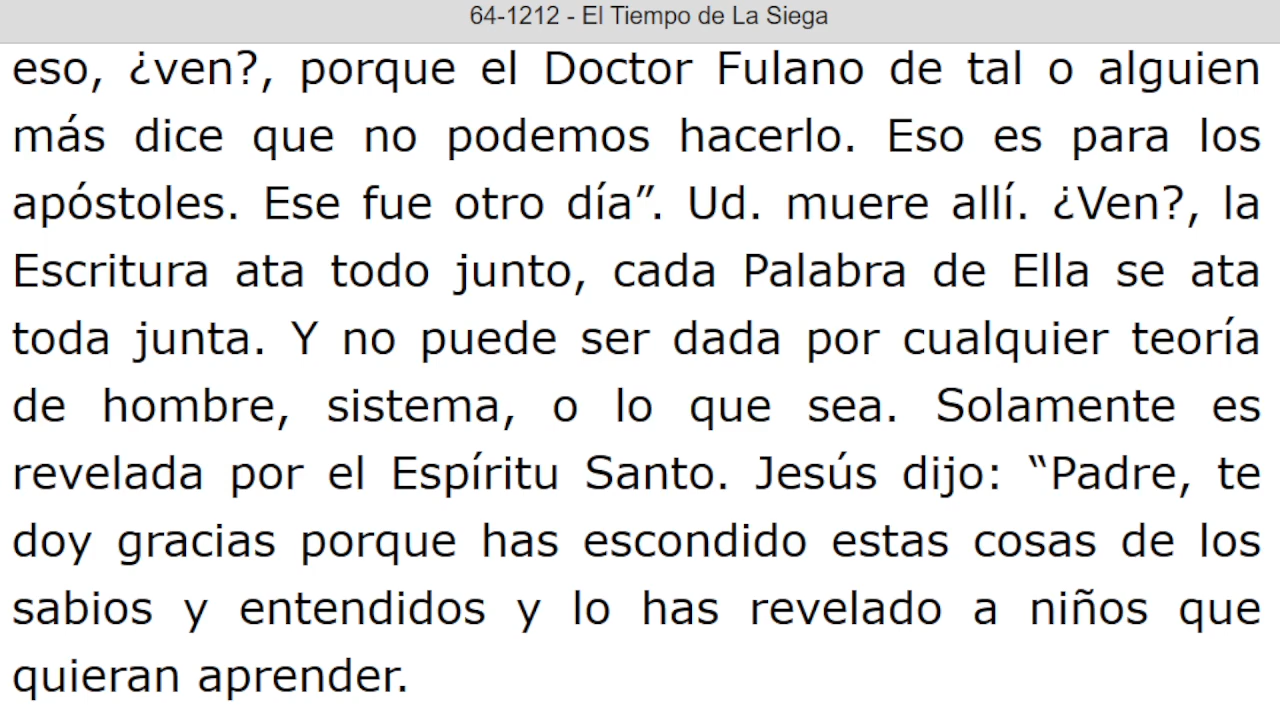 64-1212 - El Tiempo de La Siega
eso, ¿ven?, porque el Doctor Fulano de tal o alguien
más dice que no podemos hacerlo. Eso es para los
apóstoles. Ese fue otro día”. Ud. muere allí. ¿Ven?, la
Escritura ata todo junto, cada Palabra de Ella se ata
toda junta. Y no puede ser dada por cualquier teoría
de hombre, sistema, o lo que sea. Solamente es
revelada por el Espíritu Santo. Jesús dijo: “Padre, te
doy gracias porque has escondido estas cosas de los
sabios y entendidos y lo has revelado a niños que
quieran aprender.